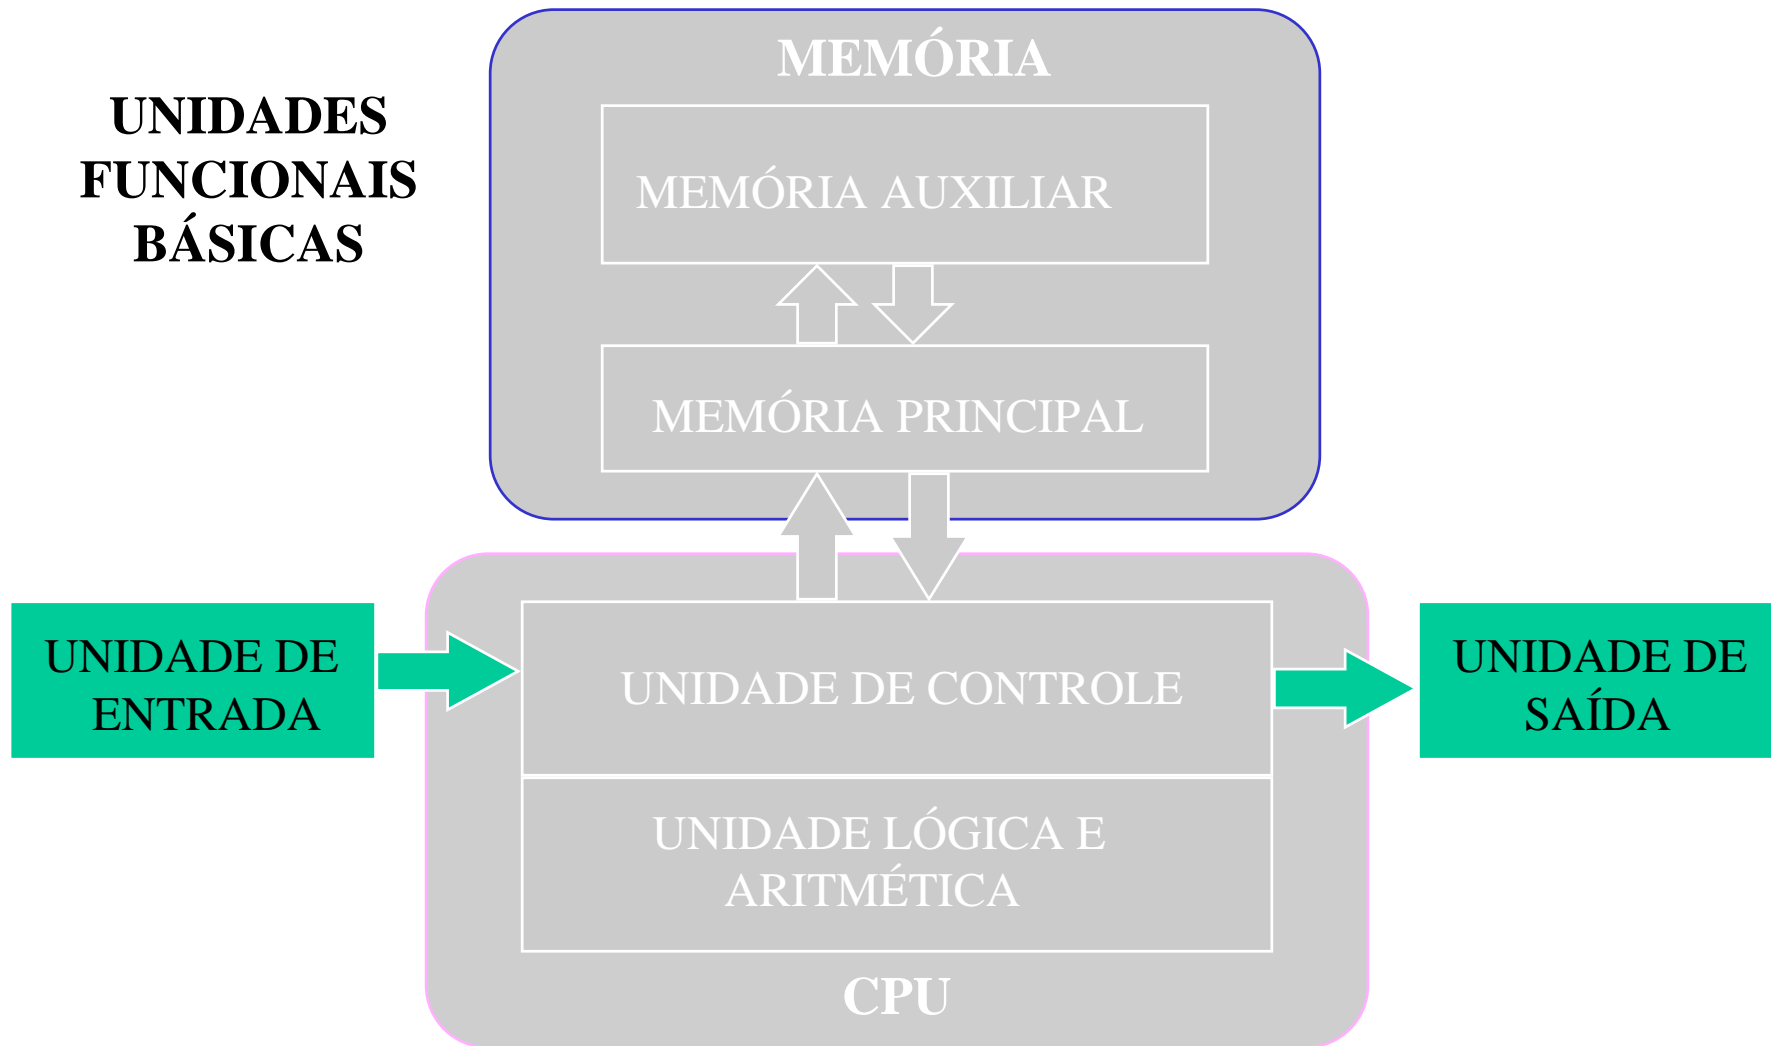 UNIDADES
FUNCIONAIS
BÁSICAS
MEMÓRIA
MEMÓRIA AUXILIAR
MEMÓRIA PRINCIPAL
UNIDADE DE
ENTRADA
UNIDADE DE CONTROLE
UNIDADE LÓGICA E
ARITMÉTICA
CPU
UNIDADE DE
SAÍDA